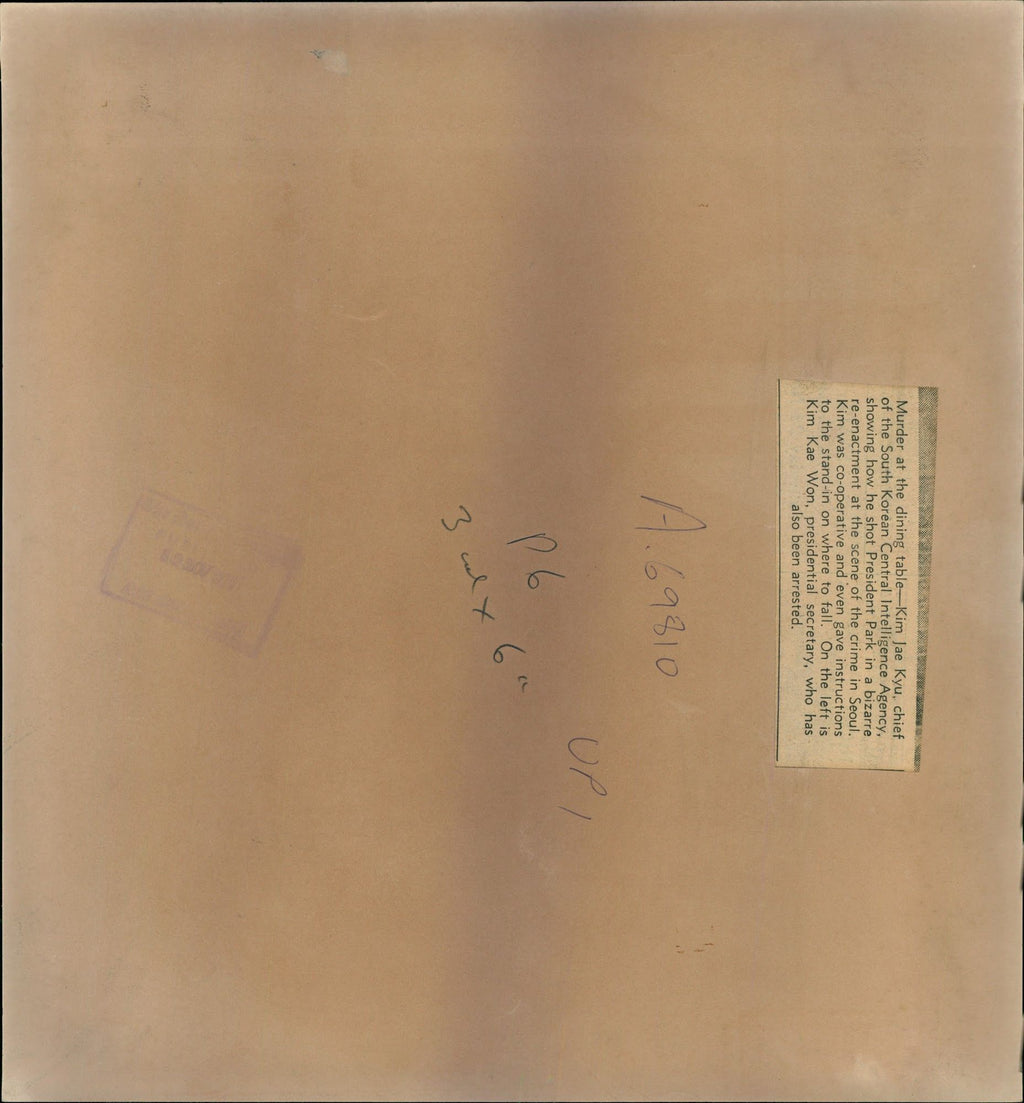 Murder at the dining table—Kim Jae Kyu, chief
of the South Korean Central Intelligence Agency,
showing how he shot President Park in a bizarre
re-enactment at the scene of the crime in Seoul.
Kim was co-operative and even gave instructions
to the stand-in on where to fall. On the left is
Kim Kae Won, presidential secretary, who has
also been arrested.
A.69810
UPI
P6
3 col x 6"